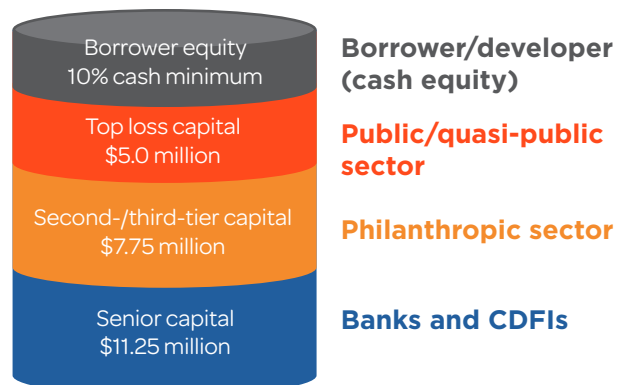 Borrower equity
10% cash minimum
Borrower/developer
(cash equity)
Top loss capital
$5.0 million
Public/quasi-public
sector
Second-/third-tier capital
$7.75 million
Philanthropic sector
Senior capital
$11.25 million
Banks and CDFIs